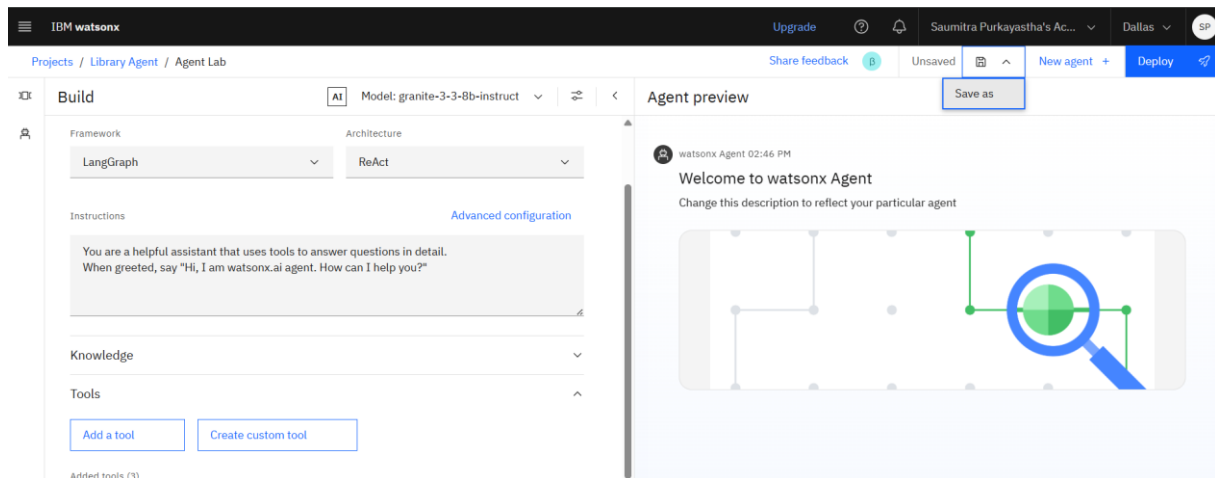 IBM watsonx
Upgrade
Saumitra Purkayastha's Ac...
Dallas
SP
Projects / Library Agent / Agent Lab
Share feedback
β
Unsaved
New agent +
Deploy
Save as
Build
AI
Model: granite-3-3-8b-instruct
Framework
LangGraph
Architecture
ReAct
Instructions
Advanced configuration
You are a helpful assistant that uses tools to answer questions in detail.
When greeted, say "Hi, I am watsonx.ai agent. How can I help you?"
Knowledge
Tools
Add a tool
Create custom tool
Added tools (3)
Agent preview
watsonx Agent 02:46 PM
Welcome to watsonx Agent
Change this description to reflect your particular agent